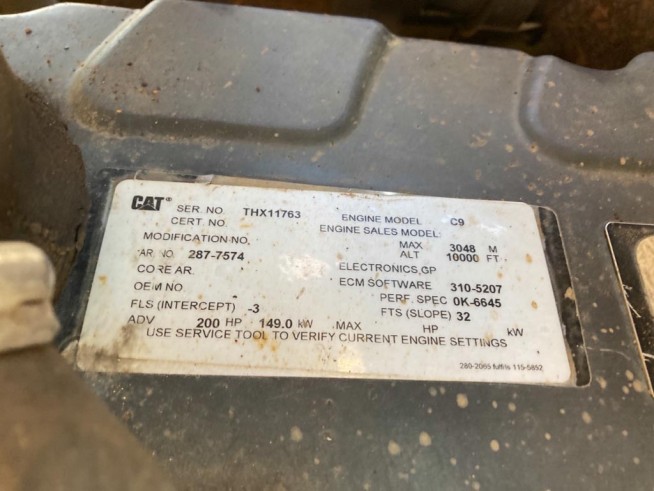 CAT® SER. NO. THX11763 ENGINE MODEL C9
CERT. NO. ENGINE SALES MODEL:
MODIFICATION NO. MAX 3048 M
AR NO. 287-7574 ALT 10000 FT
CORE AR. ELECTRONICS,GP
OEM NO ECM SOFTWARE 310-5207
PERF. SPEC 0K-6645
FLS (INTERCEPT) -3 FTS (SLOPE) 32
ADV 200 HP 149.0 kW MAX HP kW
USE SERVICE TOOL TO VERIFY CURRENT ENGINE SETTINGS
280-2065 fulfils 115-5852